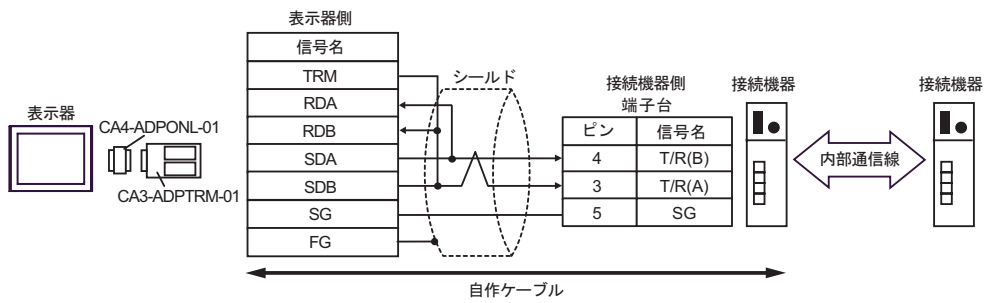 表示器側
信号名
TRM
RDA
RDB
SDA
SDB
SG
FG
シールド
表示器
CA4-ADPONL-01
CA3-ADPTRM-01
接続機器側
端子台
ピン 信号名
4 T/R(B)
3 T/R(A)
5 SG
接続機器
内部通信線
接続機器
自作ケーブル